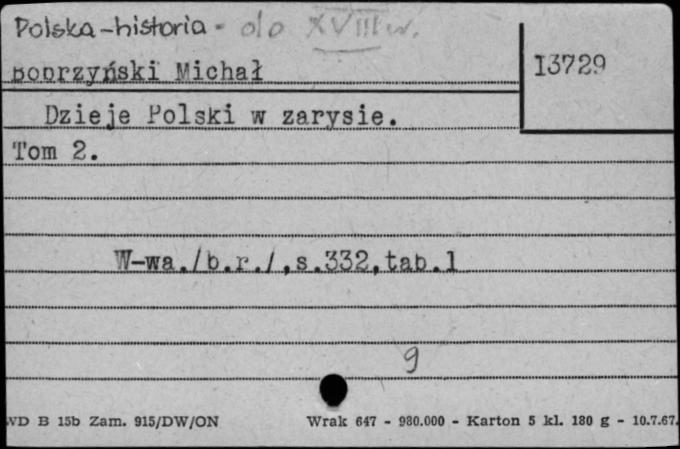 Polska-historia - do XVIII w.
Bobrzyński Michał
I3729
Dzieje Polski w zarysie.
Tom 2.
W-wa./b.r./,s.332,tab.1
9
WD B 15b Zam. 915/DW/ON Wrak 647 - 980.000 - Karton 5 kl. 180 g - 10.7.67.